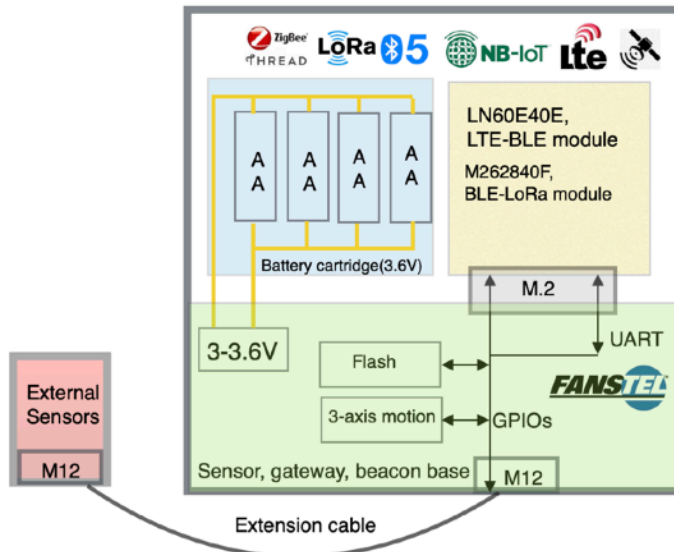 ZigBee
THREAD
LoRa
5
NB-IoT
Lte
A
A
A
A
A
A
A
A
Battery cartridge(3.6V)
LN60E40E,
LTE-BLE module
M262840F,
BLE-LoRa module
M.2
3-3.6V
UART
Flash
FANSTEL
3-axis motion
GPIOs
Sensor, gateway, beacon base
M12
External
Sensors
M12
Extension cable